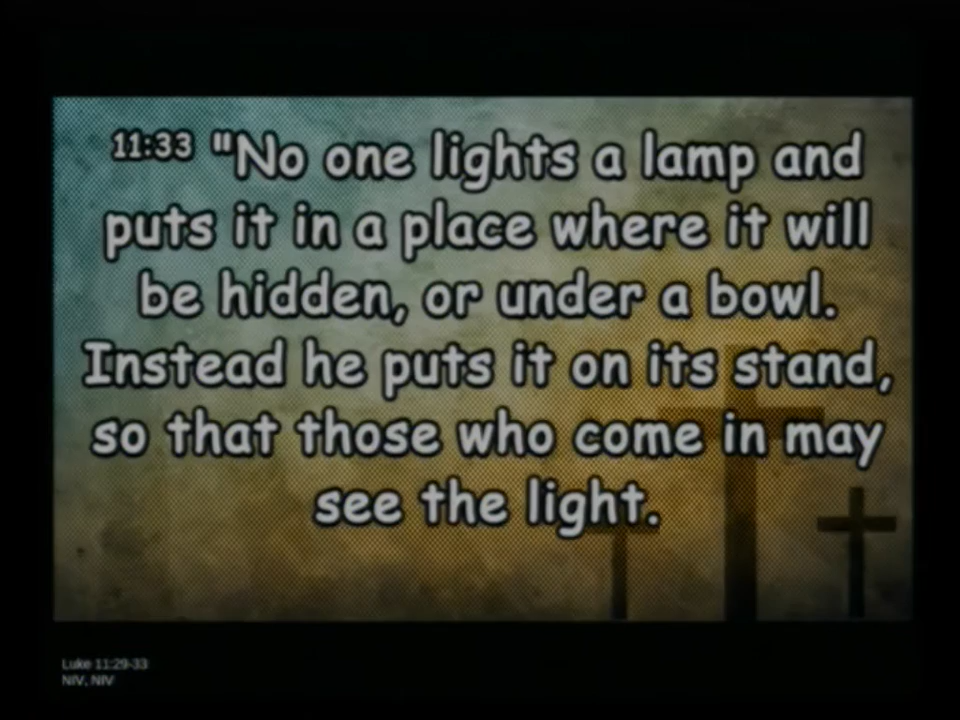 11:33 "No one lights a lamp and
puts it in a place where it will
be hidden, or under a bowl.
Instead he puts it on its stand,
so that those who come in may
see the light.
Luke 11:29-33
NIV, NIV